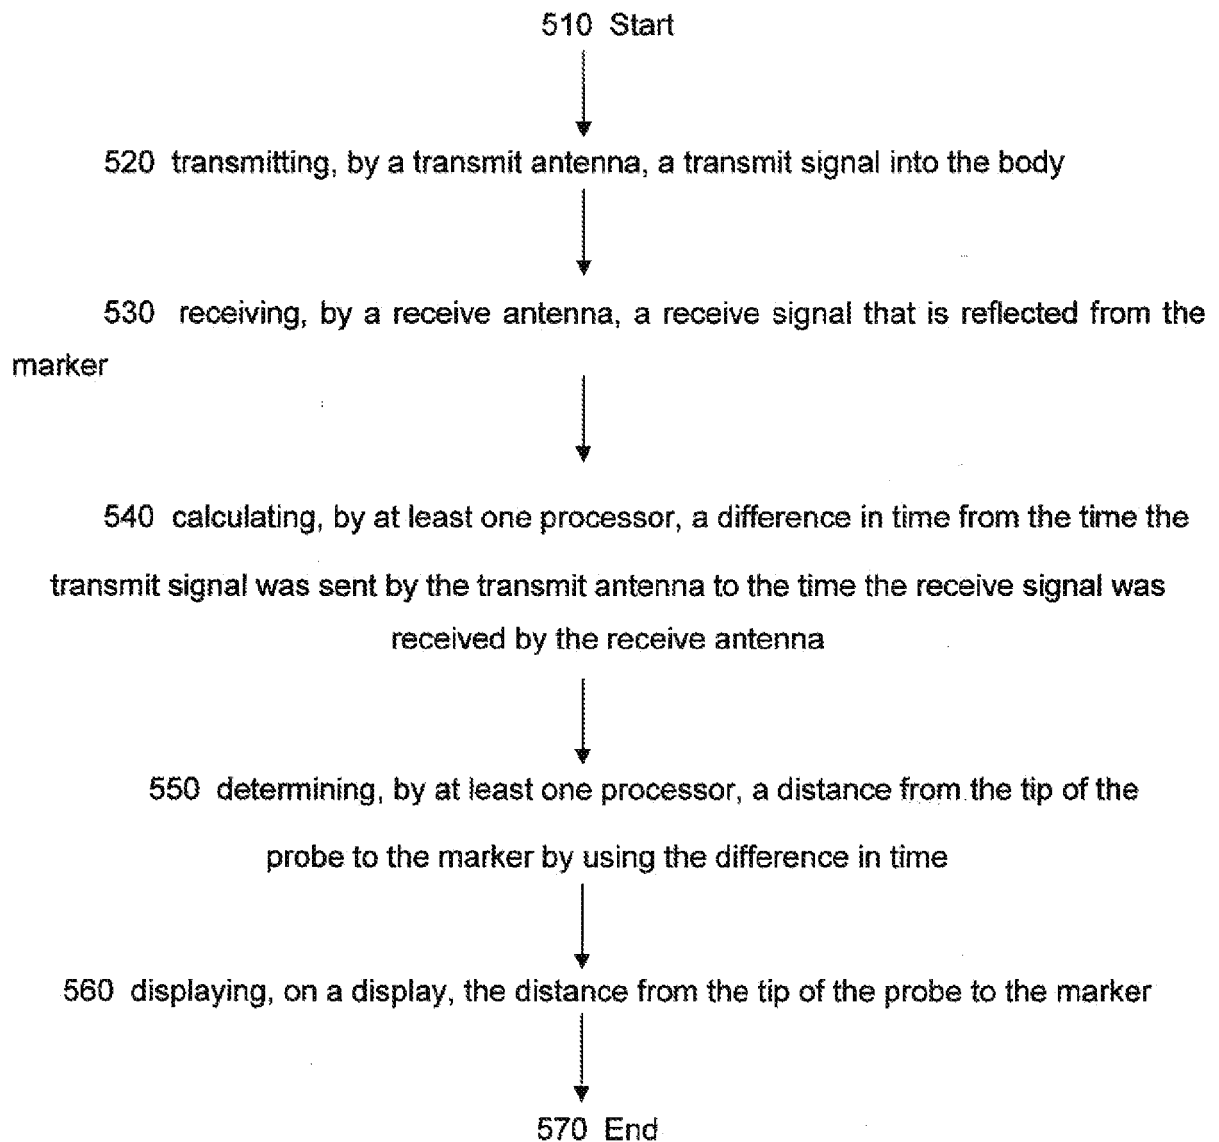 510 Start
520 transmitting, by a transmit antenna, a transmit signal into the body
530 receiving, by a receive antenna, a receive signal that is reflected from the
marker
540 calculating, by at least one processor, a difference in time from the time the
transmit signal was sent by the transmit antenna to the time the receive signal was
received by the receive antenna
550 determining, by at least one processor, a distance from the tip of the
probe to the marker by using the difference in time
560 displaying, on a display, the distance from the tip of the probe to the marker
570 End